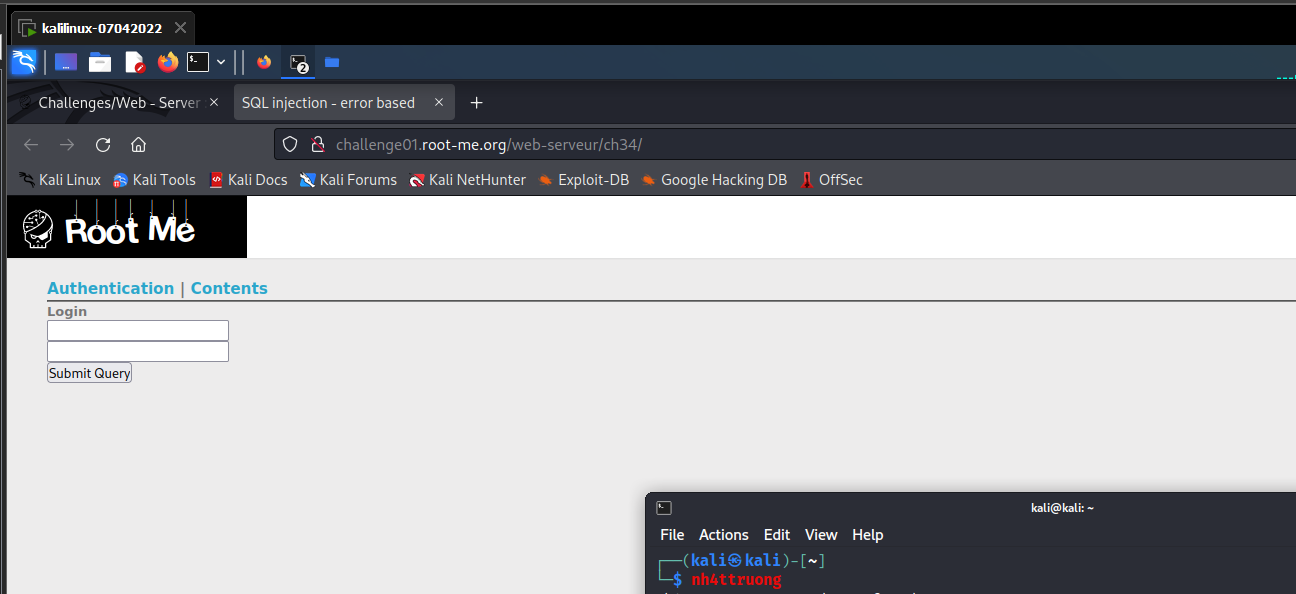 kalilinux-07042022
2
Challenges/Web - Server
SQL injection - error based
challenge01.root-me.org/web-serveur/ch34/
Kali Linux Kali Tools Kali Docs Kali Forums Kali NetHunter Exploit-DB Google Hacking DB OffSec
Root Me
Authentication | Contents
Login
Submit Query
kali@kali: ~
File Actions Edit View Help
┌──(kali㉿kali)-[~]
└─$ nh4ttruong